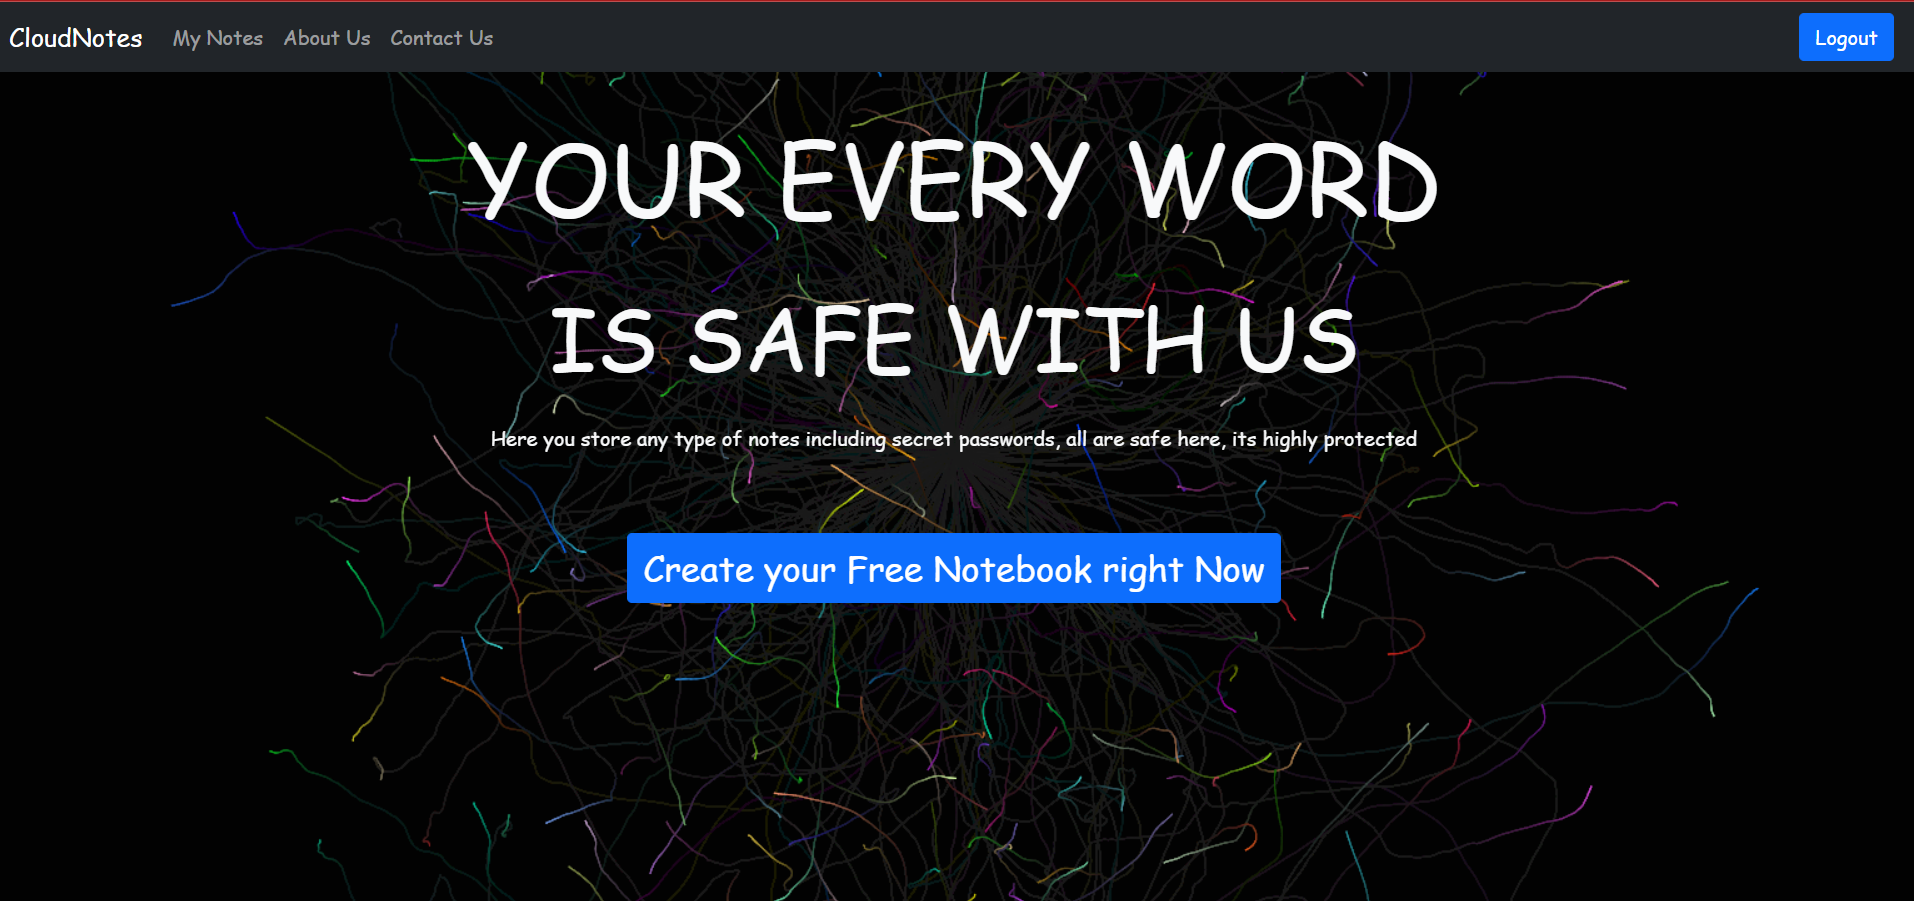 CloudNotes My Notes About Us Contact Us Logout
YOUR EVERY WORD
IS SAFE WITH US
Here you store any type of notes including secret passwords, all are safe here, its highly protected
Create your Free Notebook right Now